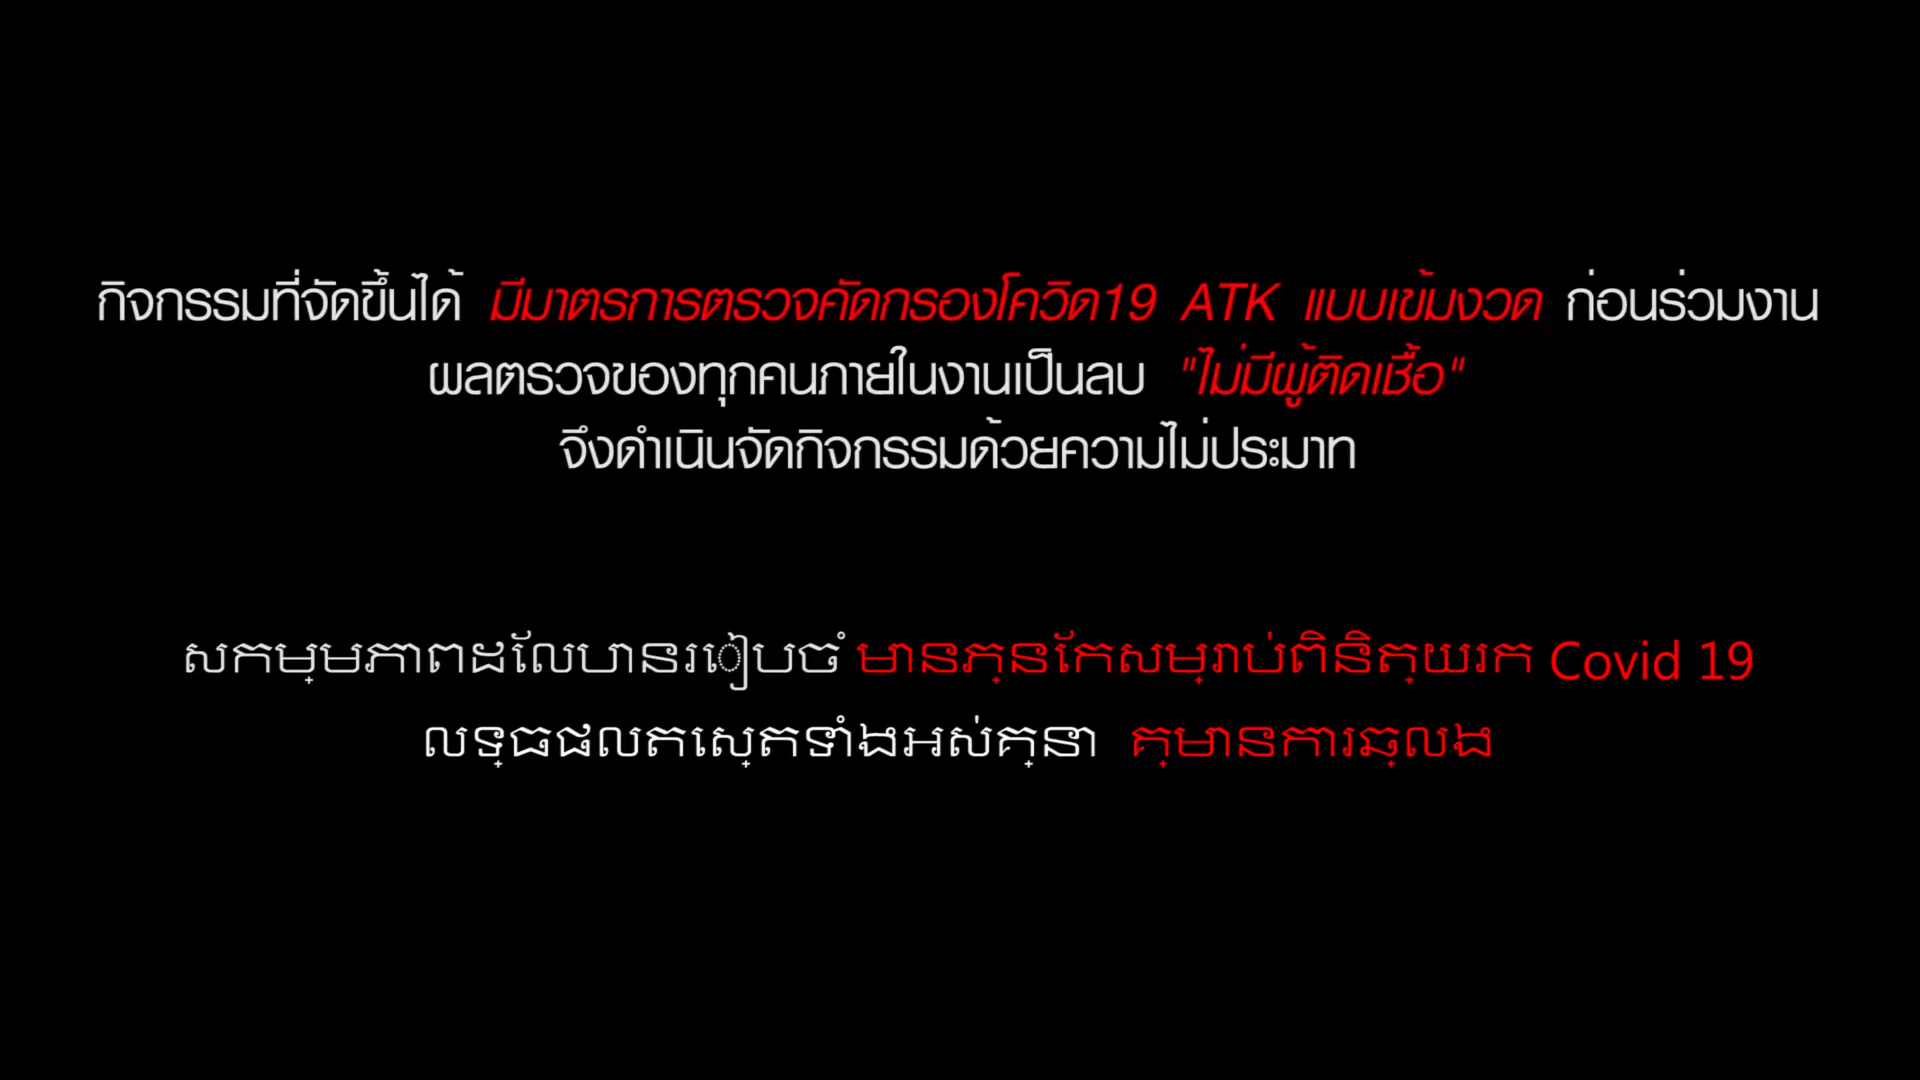 กิจกรรมที่จัดขึ้นได้ มีมาตรการตรวจคัดกรองโควิด19 ATK แบบเข้มงวด ก่อนร่วมงาน
ผลตรวจของทุกคนภายในงานเป็นลบ "ไม่มีผู้ติดเชื้อ"
จึงดำเนินจัดกิจกรรมด้วยความไม่ประมาท
សកម្មភាពដែលបានរៀបចំ មានភ្នែកសម្រាប់ពិនិត្យរក Covid 19
លទ្ធផលតេស្តទាំងអស់គ្នា គ្មានការឆ្លង